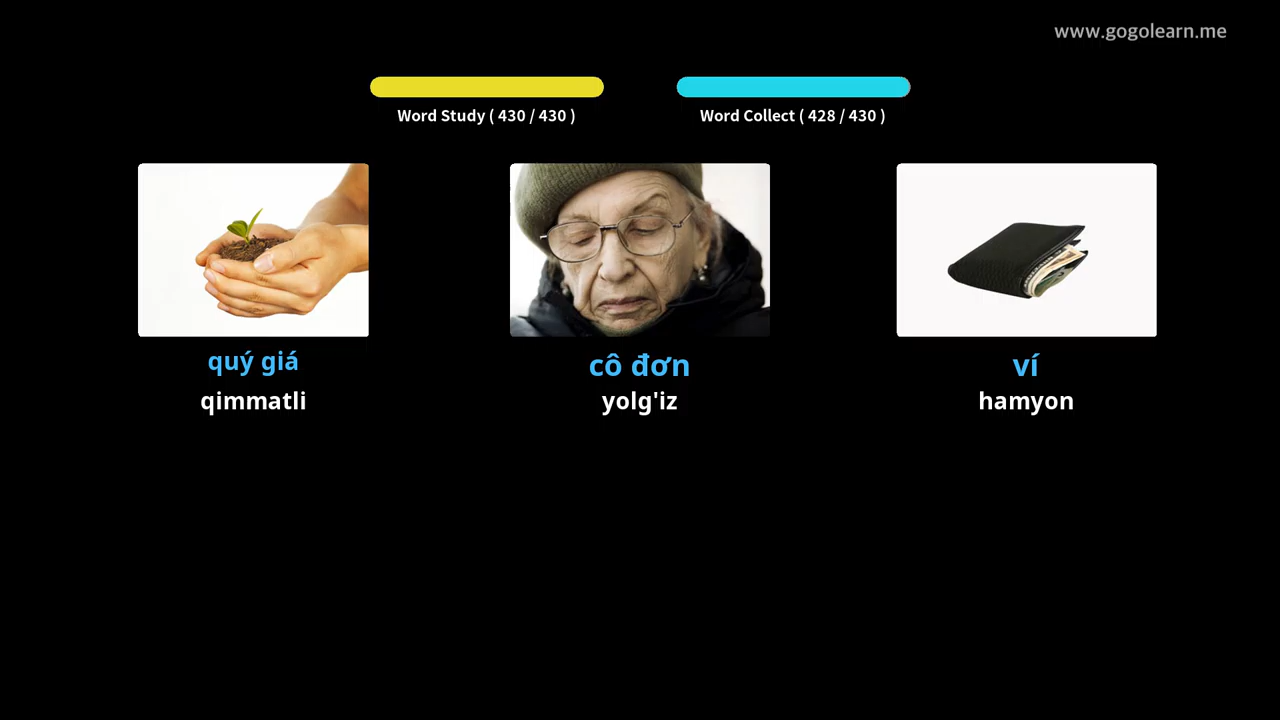 www.gogolearn.me
Word Study ( 430 / 430 )
Word Collect ( 428 / 430 )
quý giá
qimmatli
cô đơn
yolg'iz
ví
hamyon